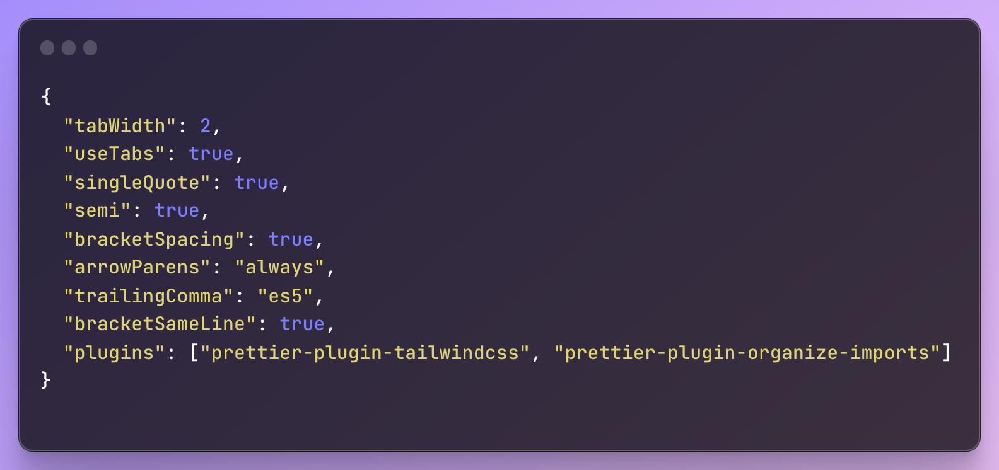 {
  "tabWidth": 2,
  "useTabs": true,
  "singleQuote": true,
  "semi": true,
  "bracketSpacing": true,
  "arrowParens": "always",
  "trailingComma": "es5",
  "bracketSameLine": true,
  "plugins": ["prettier-plugin-tailwindcss", "prettier-plugin-organize-imports"]
}